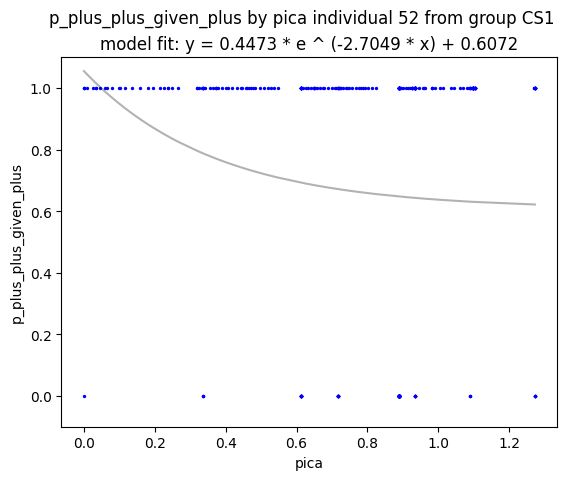 p_plus_plus_given_plus by pica individual 52 from group CS1
model fit: y = 0.4473 * e ^ (-2.7049 * x) + 0.6072
p_plus_plus_given_plus
1.0
0.8
0.6
0.4
0.2
0.0
0.0 0.2 0.4 0.6 0.8 1.0 1.2
pica